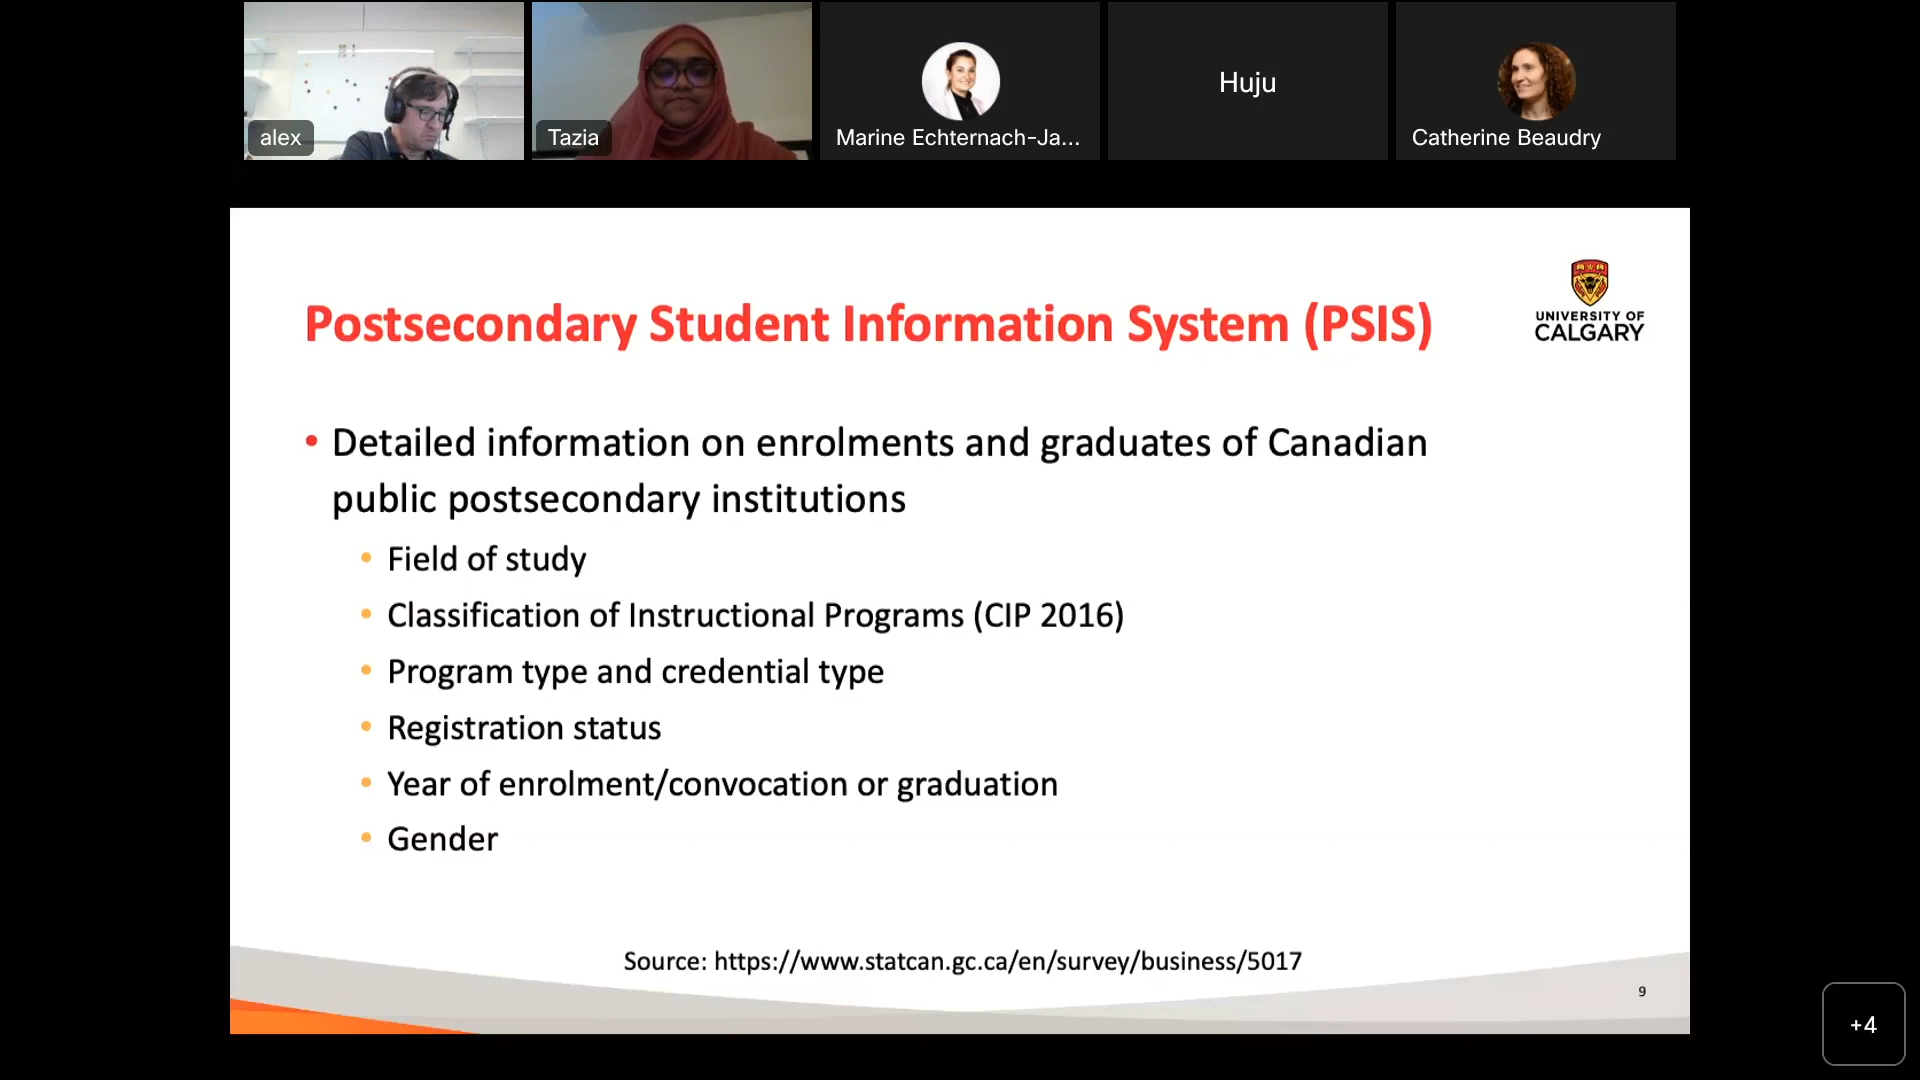 alex
Tazia
Marine Echternach-Ja...
Huju
Catherine Beaudry
UNIVERSITY OF
CALGARY
Postsecondary Student Information System (PSIS)
• Detailed information on enrolments and graduates of Canadian
public postsecondary institutions
• Field of study
• Classification of Instructional Programs (CIP 2016)
• Program type and credential type
• Registration status
• Year of enrolment/convocation or graduation
• Gender
Source: https://www.statcan.gc.ca/en/survey/business/5017
9
+4